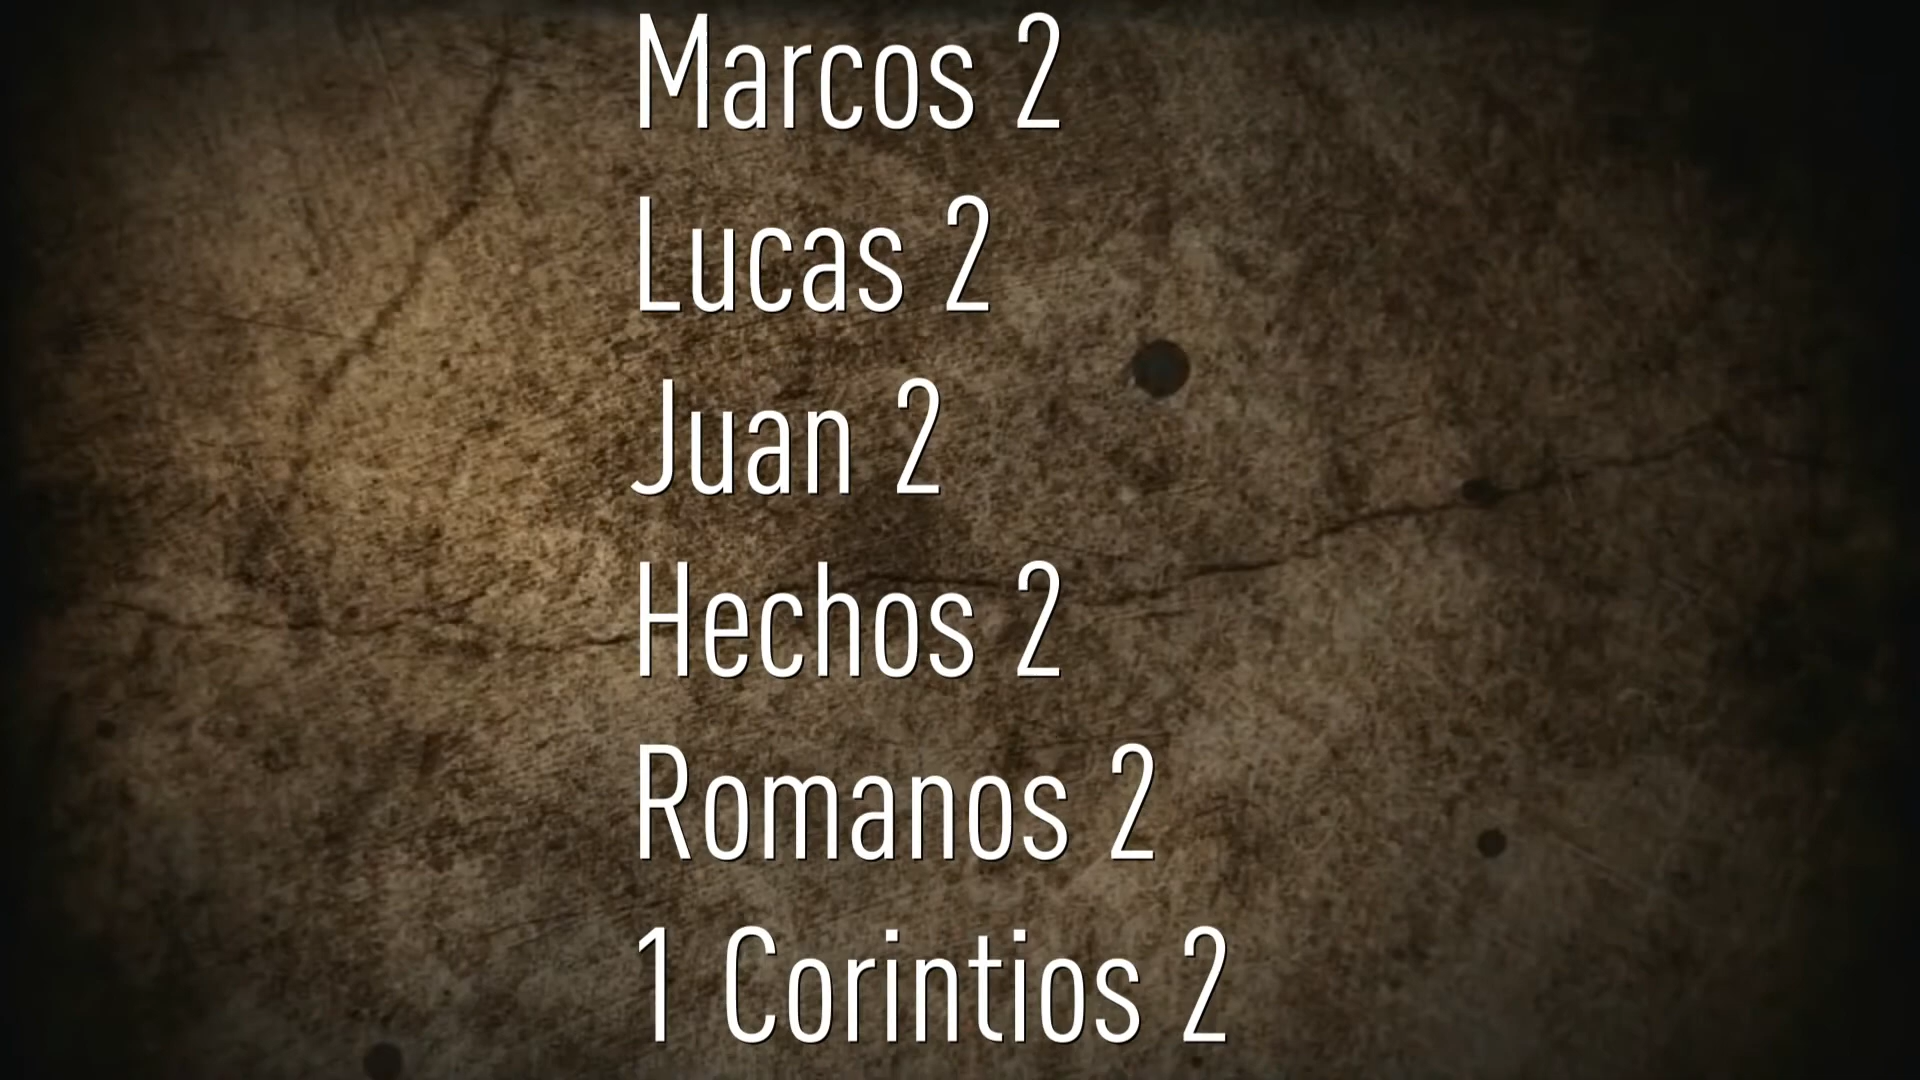 Marcos 2
Lucas 2
Juan 2
Hechos 2
Romanos 2
1 Corintios 2